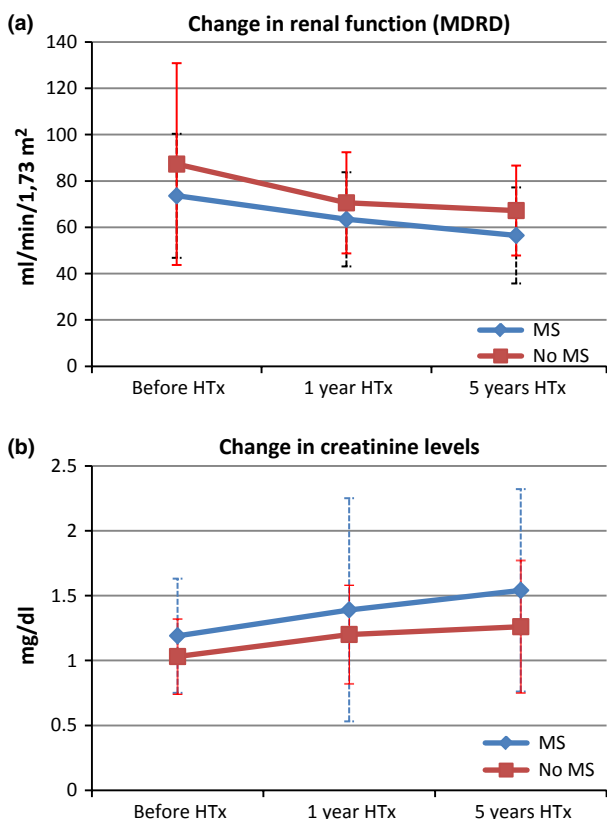 (a)
Change in renal function (MDRD)
140
120
100
80
60
40
20
0
ml/min/1,73 m²
MS
No MS
Before HTx 1 year HTx 5 years HTx
(b)
Change in creatinine levels
2.5
2
1.5
1
0.5
0
mg/dl
MS
No MS
Before HTx 1 year HTx 5 years HTx